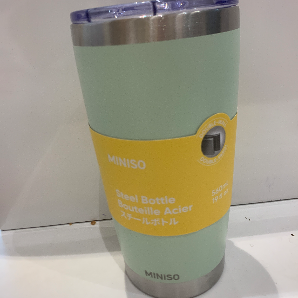 MINISO
Steel Bottle
Bouteille Acier
スチールボトル
MINISO